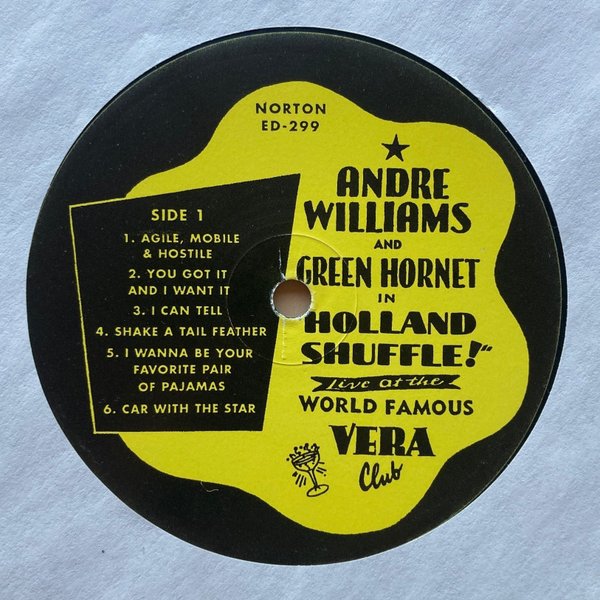 NORTON
ED-299
★
ANDRE
WILLIAMS
AND
GREEN HORNET
IN
HOLLAND
SHUFFLE!"
Live at the
WORLD FAMOUS
VERA
Club
SIDE 1
1. AGILE, MOBILE
& HOSTILE
2. YOU GOT IT
AND I WANT IT
3. I CAN TELL
4. SHAKE A TAIL FEATHER
5. I WANNA BE YOUR
FAVORITE PAIR
OF PAJAMAS
6. CAR WITH THE STAR